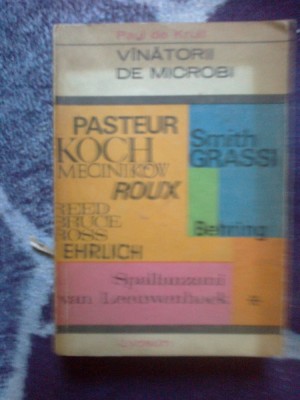 Paul de Kruif
VÎNĂTORII
DE MICROBI
PASTEUR
KOCH
MECINIKOW
ROUX
REED
BRUCE
ROSS
EHRLICH
Smith
GRASSI
Behring
Spallanzani
van Leeuwenhoek